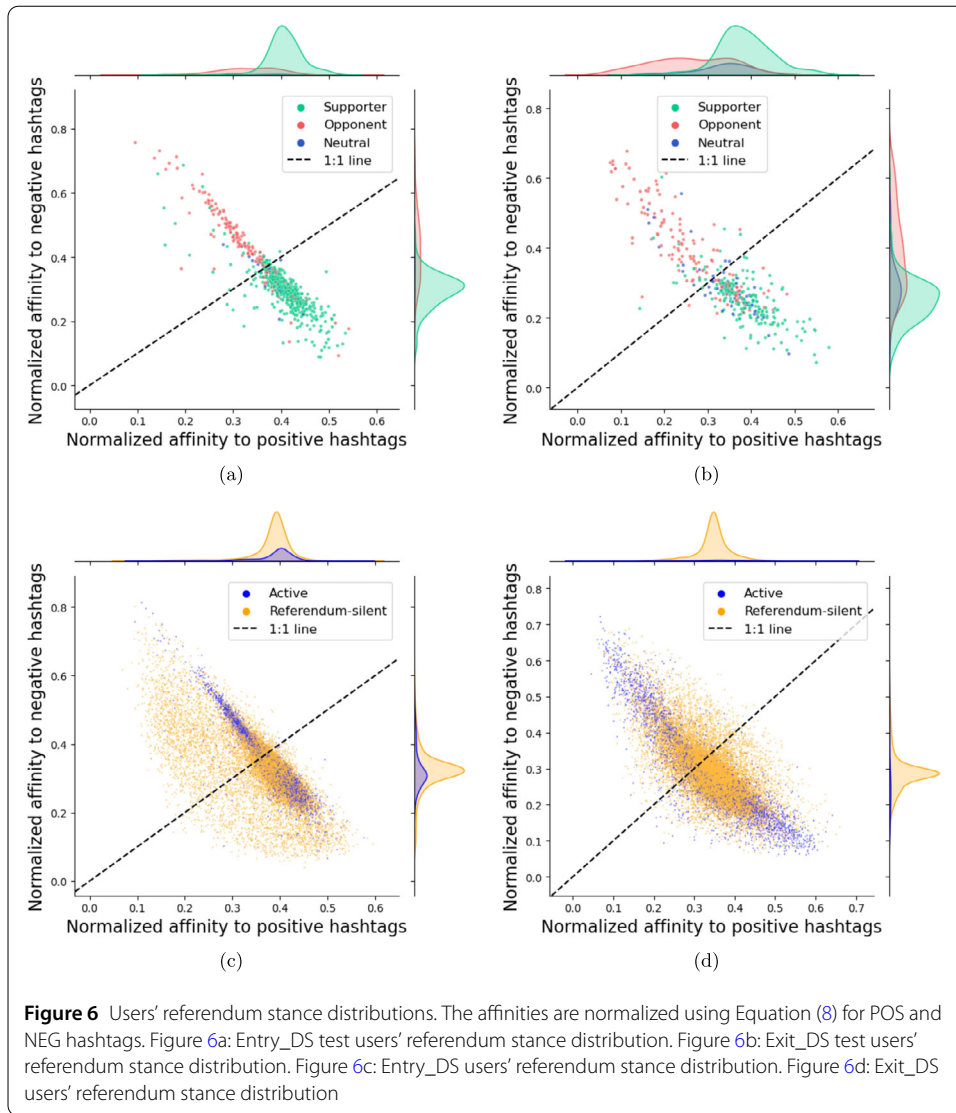 Supporter
Opponent
Neutral
1:1 line
Normalized affinity to negative hashtags
0.8
0.6
0.4
0.2
0.0
0.0 0.1 0.2 0.3 0.4 0.5 0.6
Normalized affinity to positive hashtags
(a)
Supporter
Opponent
Neutral
1:1 line
Normalized affinity to negative hashtags
0.8
0.6
0.4
0.2
0.0
0.0 0.1 0.2 0.3 0.4 0.5 0.6
Normalized affinity to positive hashtags
(b)
Active
Referendum-silent
1:1 line
Normalized affinity to negative hashtags
0.8
0.6
0.4
0.2
0.0
0.0 0.1 0.2 0.3 0.4 0.5 0.6
Normalized affinity to positive hashtags
(c)
Active
Referendum-silent
1:1 line
Normalized affinity to negative hashtags
0.8
0.7
0.6
0.5
0.4
0.3
0.2
0.1
0.0
0.0 0.1 0.2 0.3 0.4 0.5 0.6 0.7
Normalized affinity to positive hashtags
(d)
Figure 6 Users’ referendum stance distributions. The affinities are normalized using Equation (8) for POS and
NEG hashtags. Figure 6a: Entry_DS test users’ referendum stance distribution. Figure 6b: Exit_DS test users’
referendum stance distribution. Figure 6c: Entry_DS users’ referendum stance distribution. Figure 6d: Exit_DS
users’ referendum stance distribution